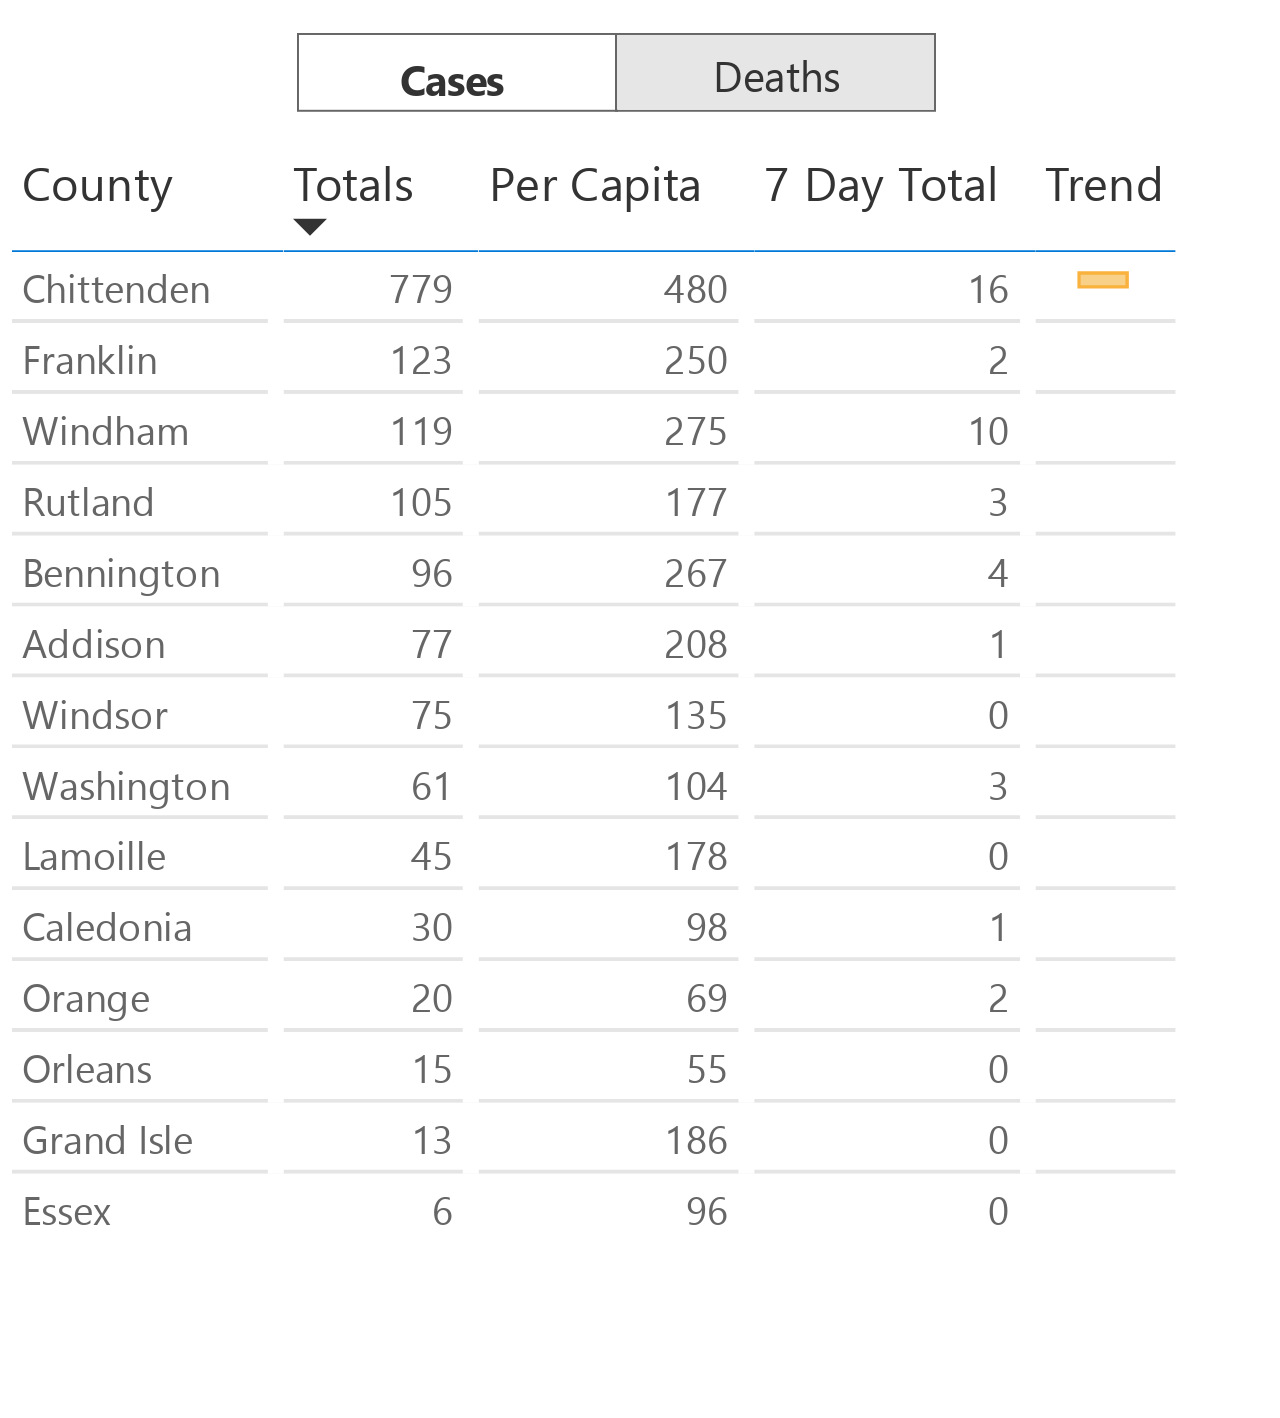 Cases Deaths
County Totals Per Capita 7 Day Total Trend
Chittenden 779 480 16
Franklin 123 250 2
Windham 119 275 10
Rutland 105 177 3
Bennington 96 267 4
Addison 77 208 1
Windsor 75 135 0
Washington 61 104 3
Lamoille 45 178 0
Caledonia 30 98 1
Orange 20 69 2
Orleans 15 55 0
Grand Isle 13 186 0
Essex 6 96 0